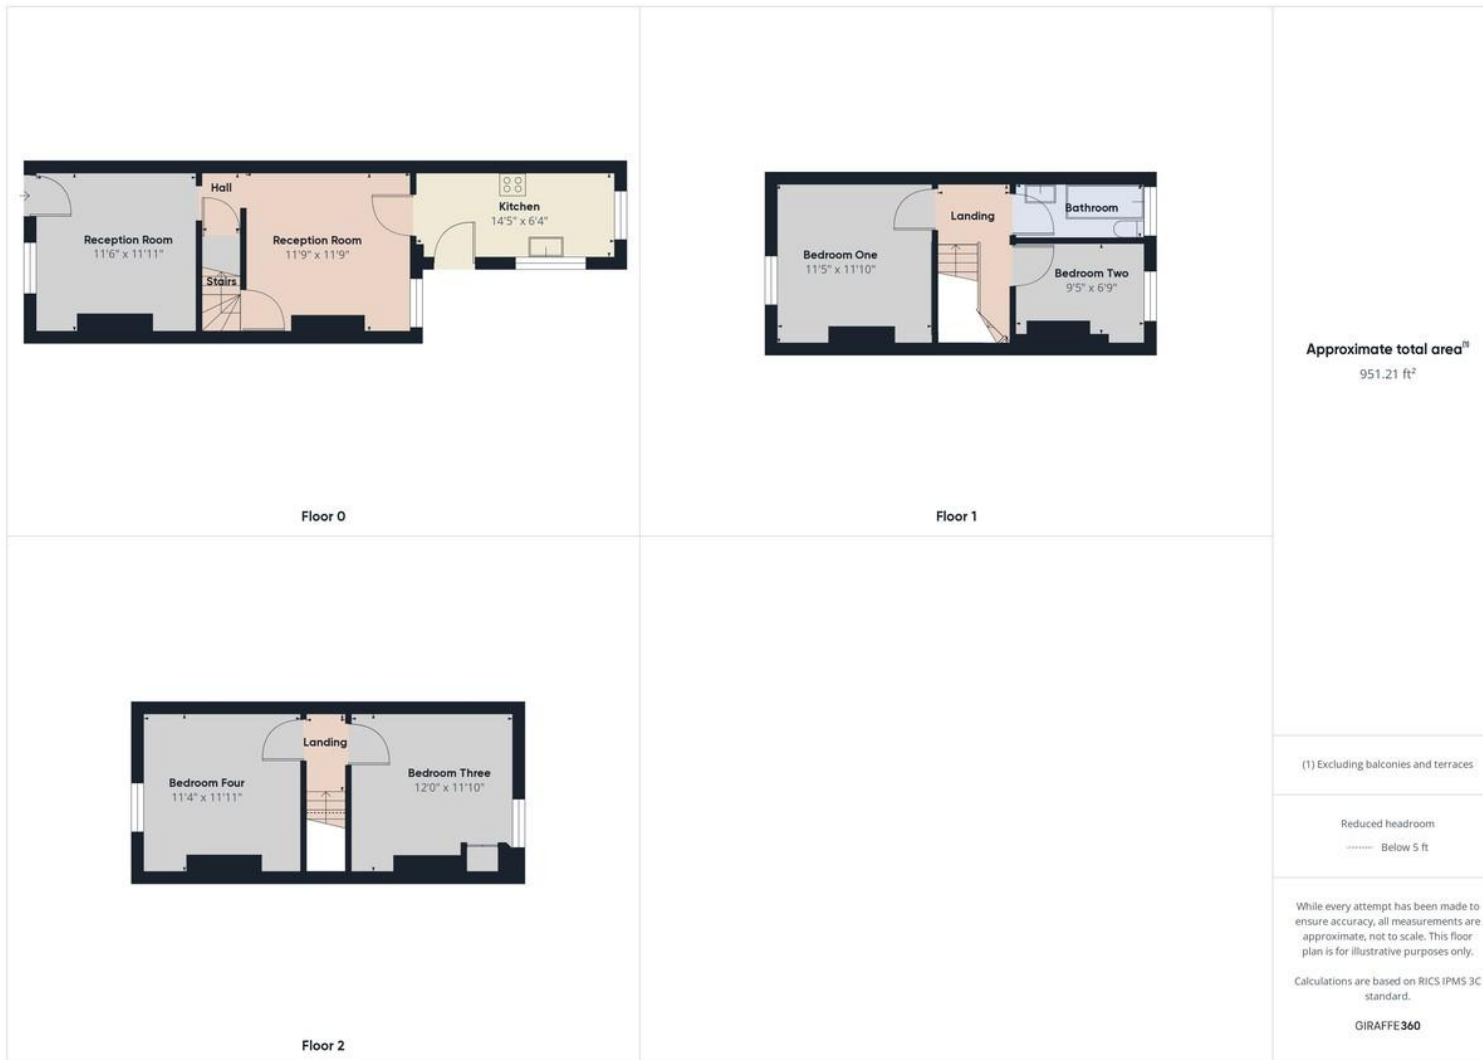 Hall
Reception Room
11'6" x 11'11"
Stairs
Reception Room
11'9" x 11'9"
Kitchen
14'5" x 6'4"
Floor 0
Bedroom One
11'5" x 11'10"
Landing
Bathroom
Bedroom Two
9'5" x 6'9"
Floor 1
Bedroom Four
11'4" x 11'11"
Landing
Bedroom Three
12'0" x 11'10"
Floor 2
Approximate total area(1)
951.21 ft²
(1) Excluding balconies and terraces
Reduced headroom
Below 5 ft
While every attempt has been made to
ensure accuracy, all measurements are
approximate, not to scale. This floor
plan is for illustrative purposes only.
Calculations are based on RICS IPMS 3C
standard.
GIRAFFE360